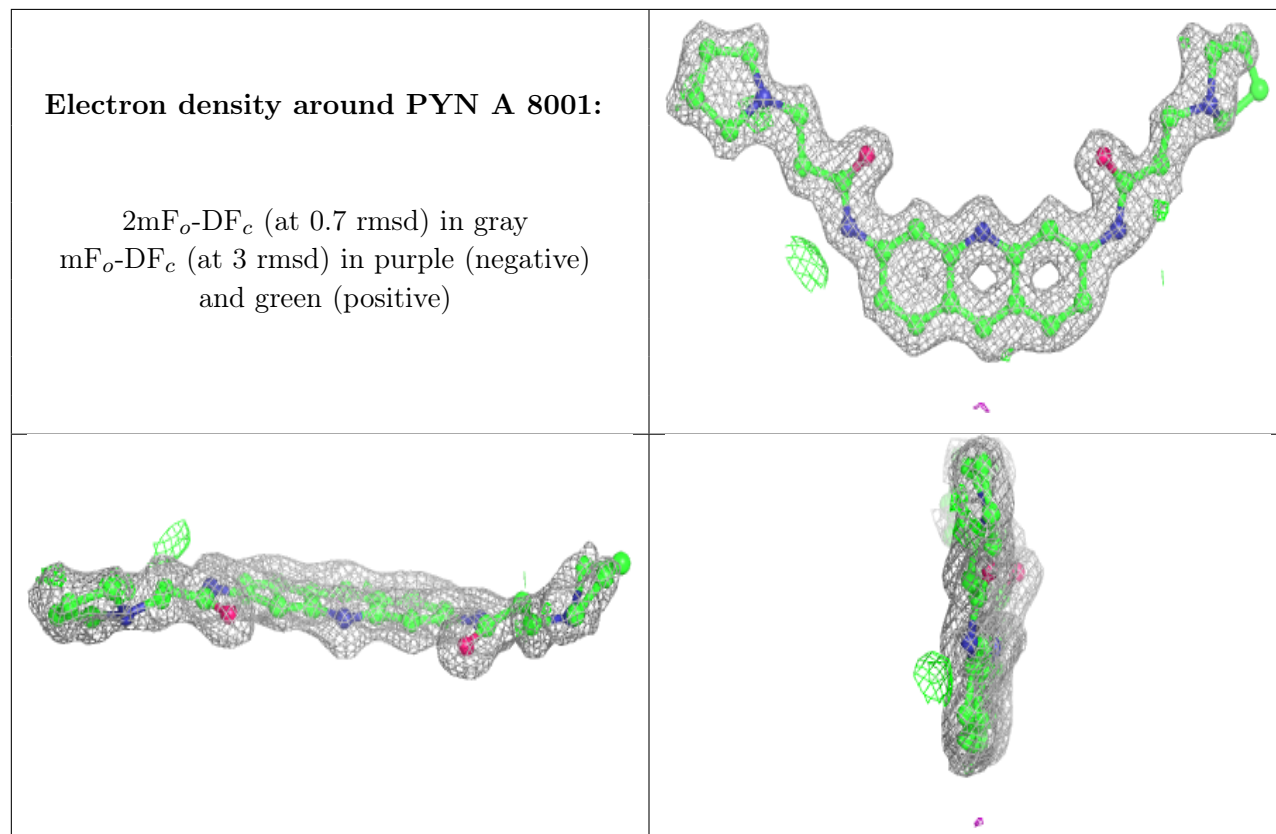 Electron density around PYN A 8001:
2mFo-DFc (at 0.7 rmsd) in gray
mFo-DFc (at 3 rmsd) in purple (negative)
and green (positive)